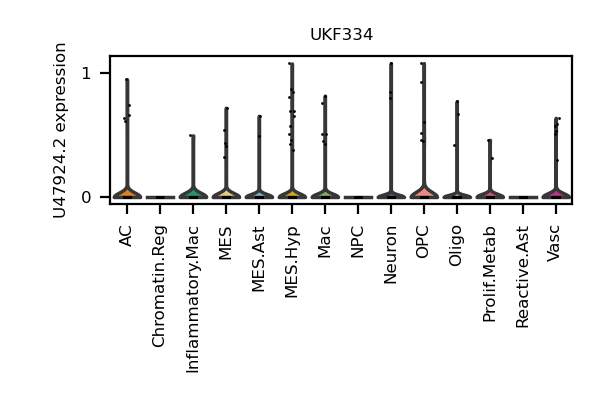 UKF334
U47924.2 expression
1
0
AC
Chromatin.Reg
Inflammatory.Mac
MES
MES.Ast
MES.Hyp
Mac
NPC
Neuron
OPC
Oligo
Prolif.Metab
Reactive.Ast
Vasc